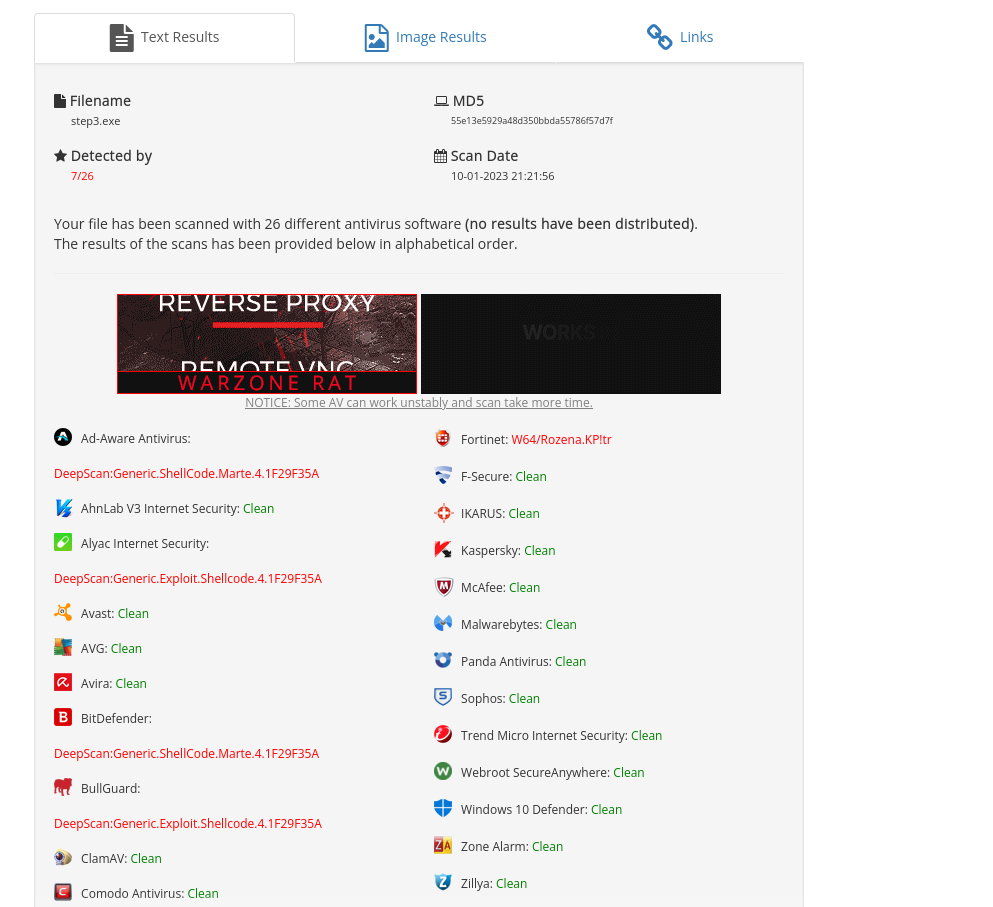 Text Results
Image Results
Links
Filename
step3.exe
MD5
55e13e5929a48d350bbda55786f57d7f
Detected by
7/26
Scan Date
10-01-2023 21:21:56
Your file has been scanned with 26 different antivirus software (no results have been distributed).
The results of the scans has been provided below in alphabetical order.
REVERSE PROXY
REMOTE VNC
WARZONE RAT
WORKS
NOTICE: Some AV can work unstably and scan take more time.
Ad-Aware Antivirus:
DeepScan:Generic.ShellCode.Marte.4.1F29F35A
AhnLab V3 Internet Security: Clean
Alyac Internet Security:
DeepScan:Generic.Exploit.Shellcode.4.1F29F35A
Avast: Clean
AVG: Clean
Avira: Clean
BitDefender:
DeepScan:Generic.ShellCode.Marte.4.1F29F35A
BullGuard:
DeepScan:Generic.Exploit.Shellcode.4.1F29F35A
ClamAV: Clean
Comodo Antivirus: Clean
Fortinet: W64/Rozena.KP!tr
F-Secure: Clean
IKARUS: Clean
Kaspersky: Clean
McAfee: Clean
Malwarebytes: Clean
Panda Antivirus: Clean
Sophos: Clean
Trend Micro Internet Security: Clean
Webroot SecureAnywhere: Clean
Windows 10 Defender: Clean
Zone Alarm: Clean
Zillya: Clean